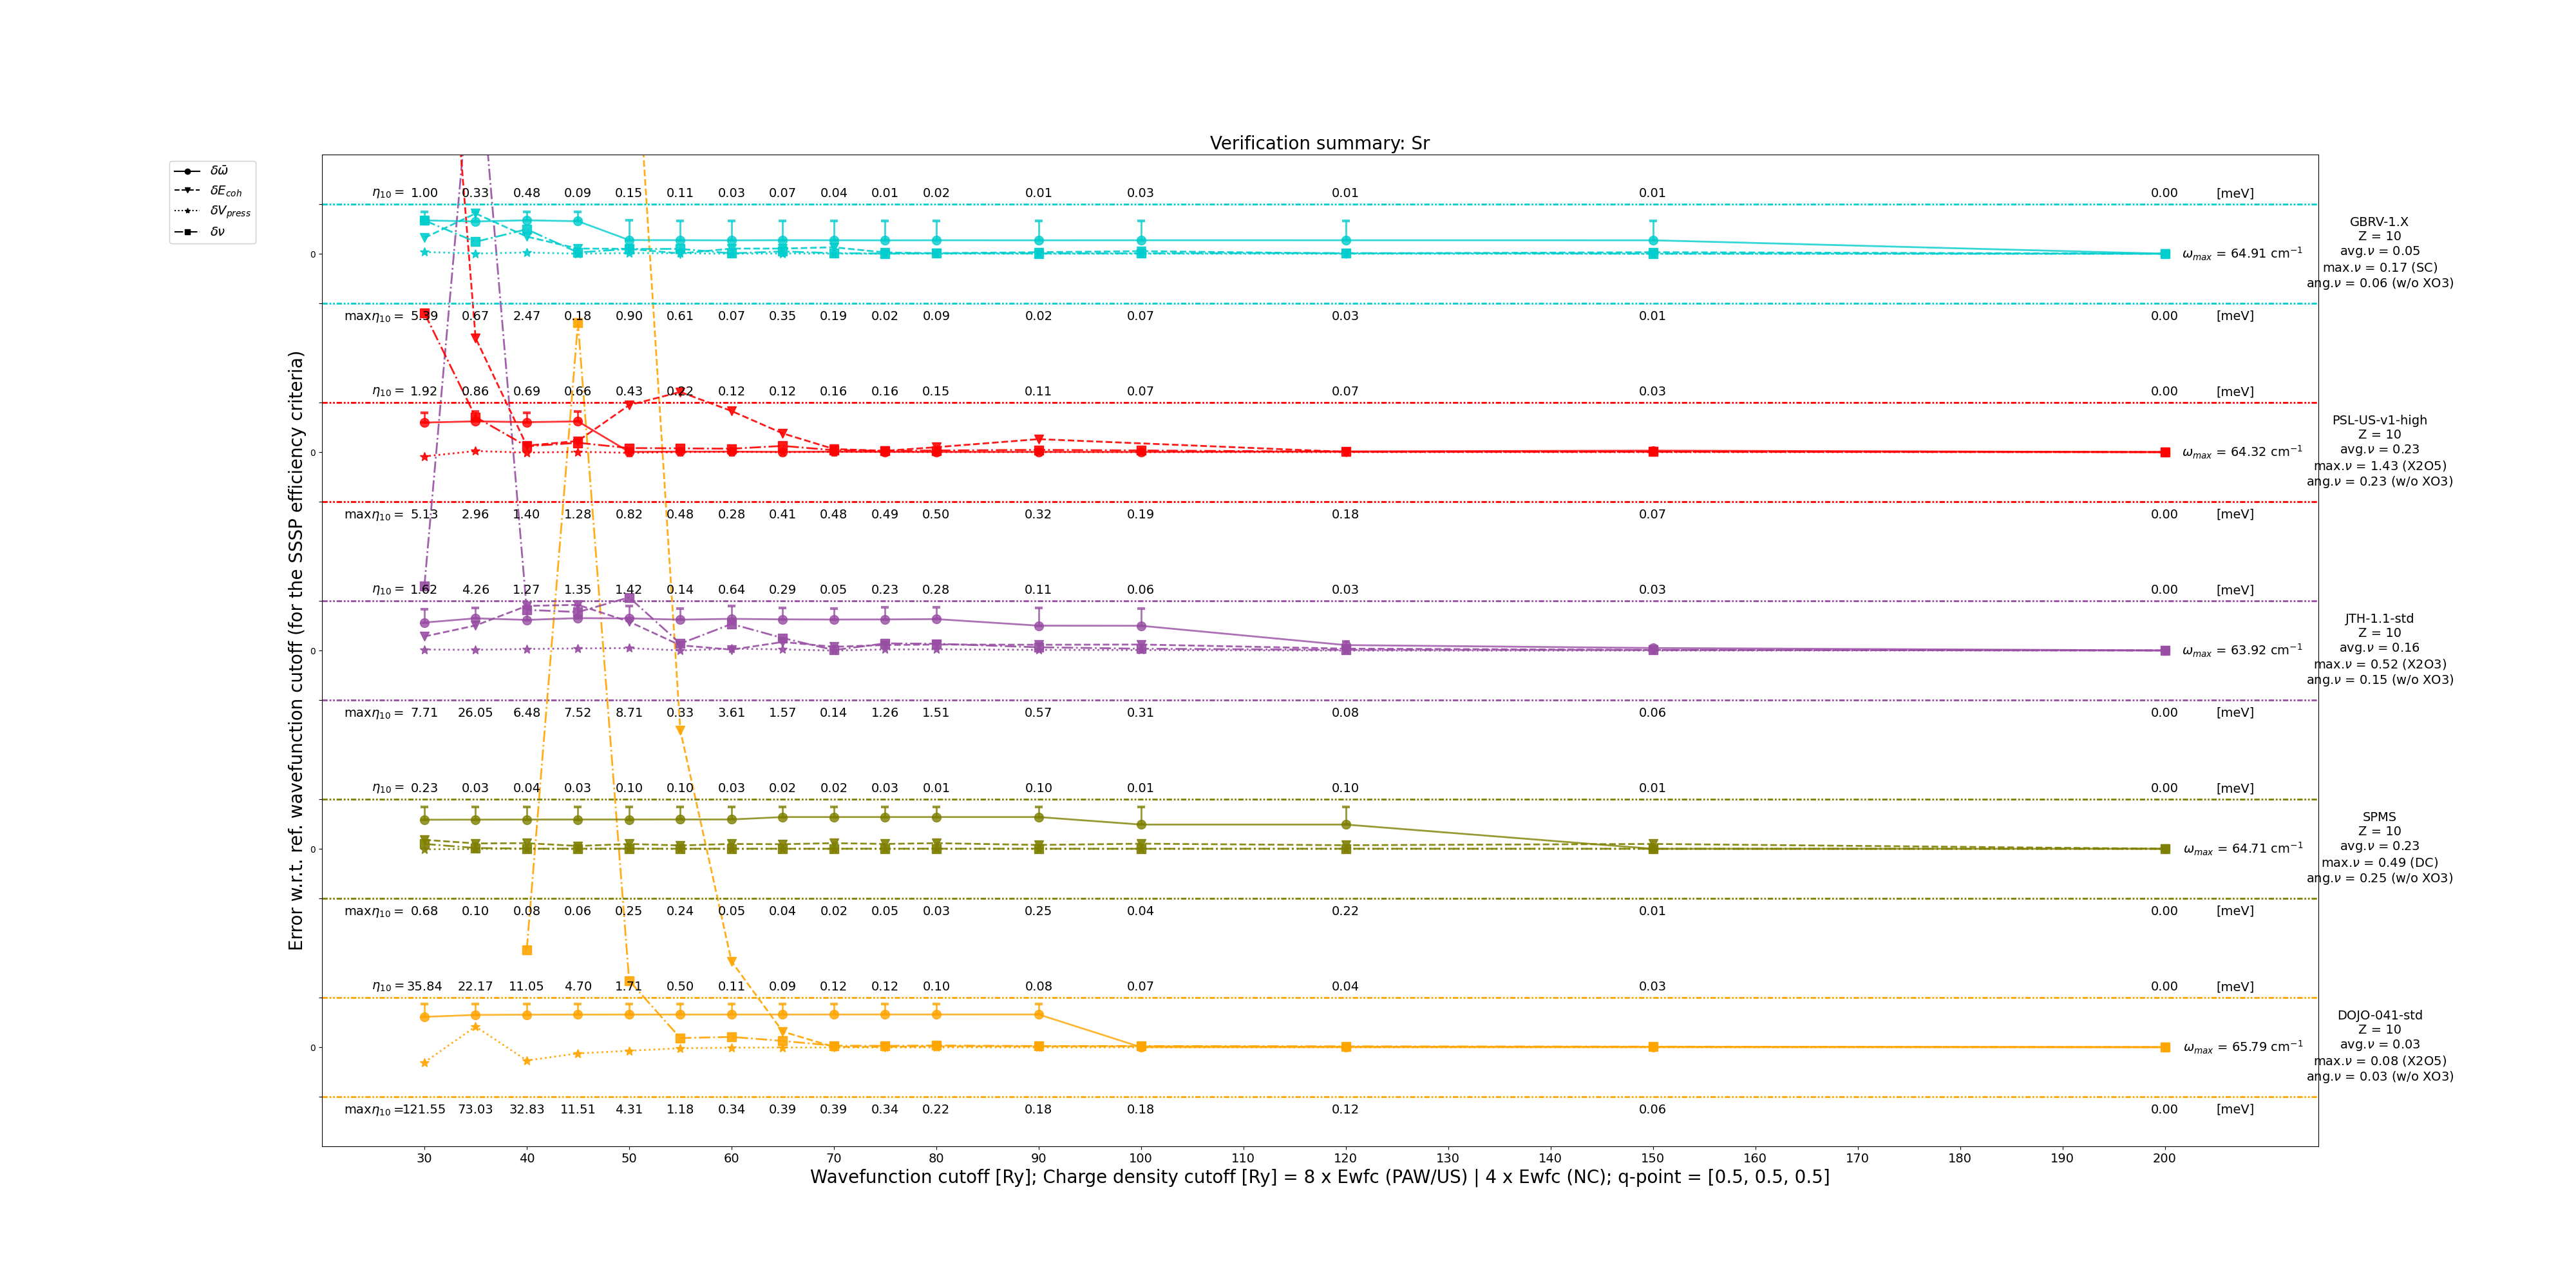 Verification summary: Sr
δω̄
δE_coh
δV_press
δν
Error w.r.t. ref. wavefunction cutoff (for the SSSP efficiency criteria)
η₁₀ = 1.00 0.33 0.48 0.09 0.15 0.11 0.03 0.07 0.04 0.01 0.02 0.01 0.03 0.01 0.01 0.00 [meV]
0
ω_max = 64.91 cm⁻¹
GBRV-1.X
Z = 10
avg.ν = 0.05
max.ν = 0.17 (SC)
ang.ν = 0.06 (w/o XO3)
maxη₁₀ = 5.39 0.67 2.47 0.18 0.90 0.61 0.07 0.35 0.19 0.02 0.09 0.02 0.07 0.03 0.01 0.00 [meV]
η₁₀ = 1.92 0.86 0.69 0.66 0.43 0.22 0.12 0.12 0.16 0.16 0.15 0.11 0.07 0.07 0.03 0.00 [meV]
0
ω_max = 64.32 cm⁻¹
PSL-US-v1-high
Z = 10
avg.ν = 0.23
max.ν = 1.43 (X2O5)
ang.ν = 0.23 (w/o XO3)
maxη₁₀ = 5.13 2.96 1.40 1.28 0.82 0.48 0.28 0.41 0.48 0.49 0.50 0.32 0.19 0.18 0.07 0.00 [meV]
η₁₀ = 1.62 4.26 1.27 1.35 1.42 0.14 0.64 0.29 0.05 0.23 0.28 0.11 0.06 0.03 0.03 0.00 [meV]
0
ω_max = 63.92 cm⁻¹
JTH-1.1-std
Z = 10
avg.ν = 0.16
max.ν = 0.52 (X2O3)
ang.ν = 0.15 (w/o XO3)
maxη₁₀ = 7.71 26.05 6.48 7.52 8.71 0.33 3.61 1.57 0.14 1.26 1.51 0.57 0.31 0.08 0.06 0.00 [meV]
η₁₀ = 0.23 0.03 0.04 0.03 0.10 0.10 0.03 0.02 0.02 0.03 0.01 0.10 0.01 0.10 0.01 0.00 [meV]
0
ω_max = 64.71 cm⁻¹
SPMS
Z = 10
avg.ν = 0.23
max.ν = 0.49 (DC)
ang.ν = 0.25 (w/o XO3)
maxη₁₀ = 0.68 0.10 0.08 0.06 0.25 0.24 0.05 0.04 0.02 0.05 0.03 0.25 0.04 0.22 0.01 0.00 [meV]
η₁₀ = 35.84 22.17 11.05 4.70 1.71 0.50 0.11 0.09 0.12 0.12 0.10 0.08 0.07 0.04 0.03 0.00 [meV]
0
ω_max = 65.79 cm⁻¹
DOJO-041-std
Z = 10
avg.ν = 0.03
max.ν = 0.08 (X2O5)
ang.ν = 0.03 (w/o XO3)
maxη₁₀ = 121.55 73.03 32.83 11.51 4.31 1.18 0.34 0.39 0.39 0.34 0.22 0.18 0.18 0.12 0.06 0.00 [meV]
30 40 50 60 70 80 90 100 110 120 130 140 150 160 170 180 190 200
Wavefunction cutoff [Ry]; Charge density cutoff [Ry] = 8 x Ewfc (PAW/US) | 4 x Ewfc (NC); q-point = [0.5, 0.5, 0.5]